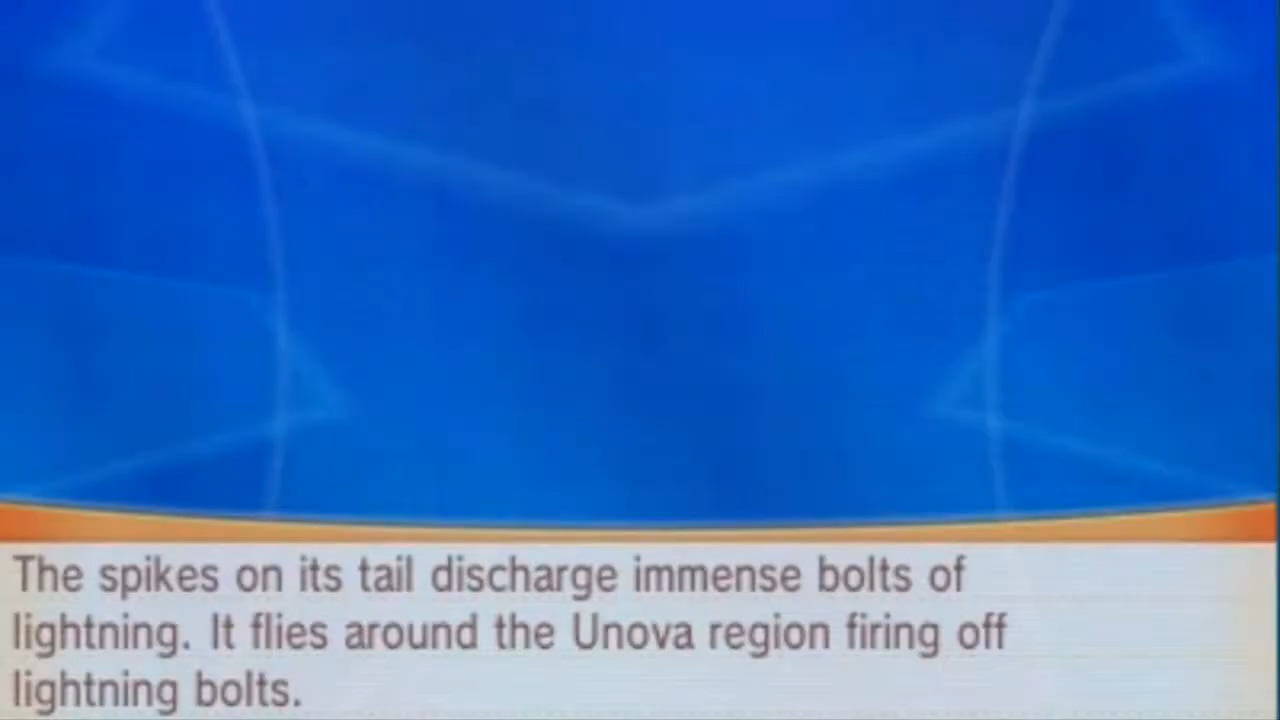 The spikes on its tail discharge immense bolts of
lightning. It flies around the Unova region firing off
lightning bolts.